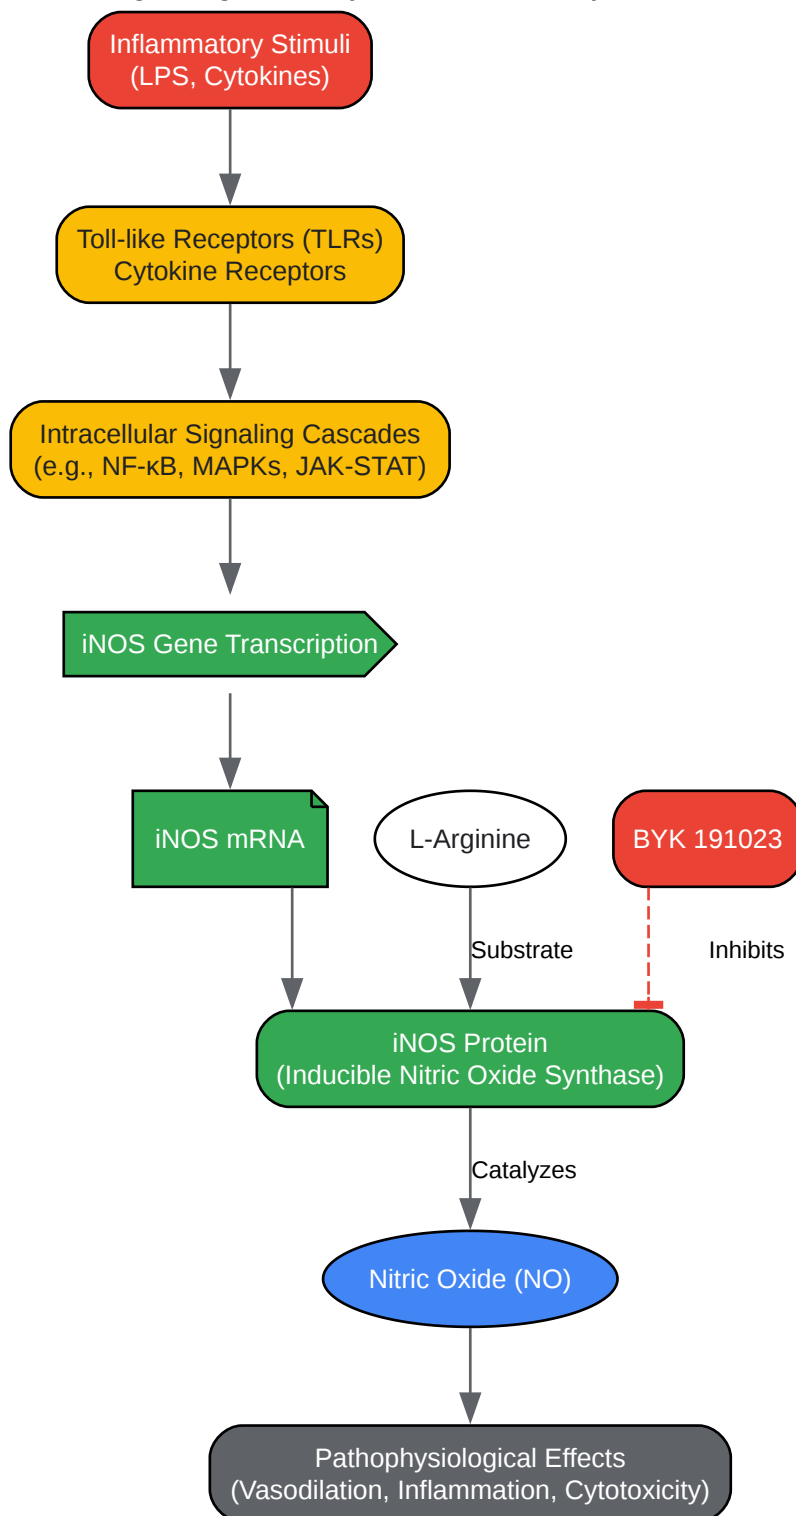 Inflammatory Stimuli
(LPS, Cytokines)
Toll-like Receptors (TLRs)
Cytokine Receptors
Intracellular Signaling Cascades
(e.g., NF-κB, MAPKs, JAK-STAT)
iNOS Gene Transcription
iNOS mRNA
L-Arginine
BYK 191023
Substrate
Inhibits
iNOS Protein
(Inducible Nitric Oxide Synthase)
Catalyzes
Nitric Oxide (NO)
Pathophysiological Effects
(Vasodilation, Inflammation, Cytotoxicity)